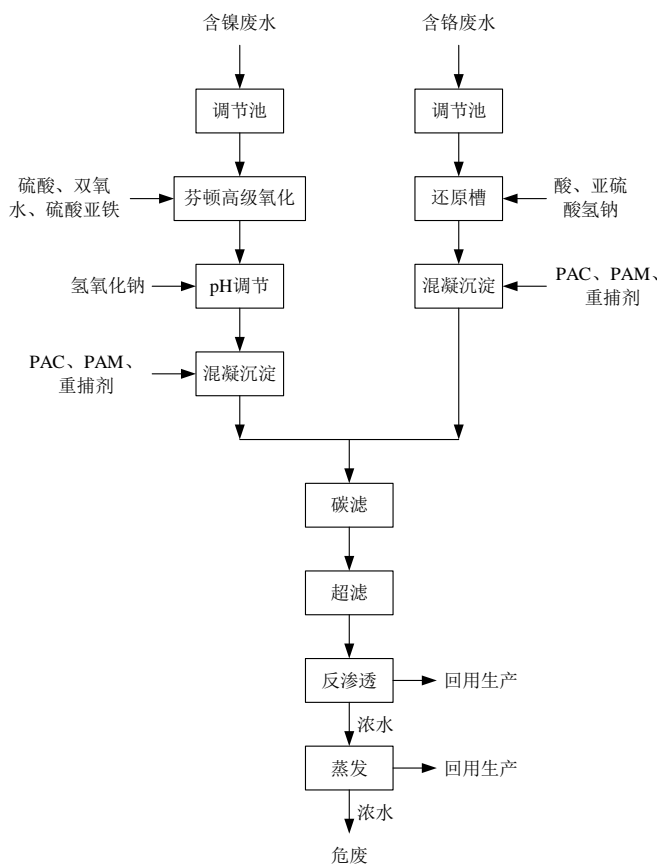 含镍废水
含铬废水
调节池
调节池
硫酸、双氧
水、硫酸亚铁
芬顿高级氧化
还原槽
酸、亚硫
酸氢钠
氢氧化钠
pH调节
混凝沉淀
PAC、PAM、
重捕剂
PAC、PAM、
重捕剂
混凝沉淀
碳滤
超滤
反渗透
回用生产
浓水
蒸发
回用生产
浓水
危废